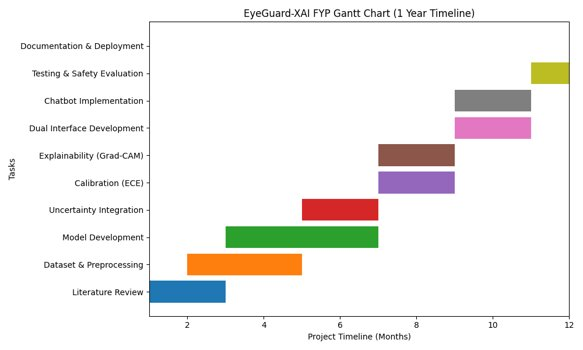 EyeGuard-XAI FYP Gantt Chart (1 Year Timeline)
Documentation & Deployment
Testing & Safety Evaluation
Chatbot Implementation
Dual Interface Development
Explainability (Grad-CAM)
Calibration (ECE)
Uncertainty Integration
Model Development
Dataset & Preprocessing
Literature Review
Tasks
2 4 6 8 10 12
Project Timeline (Months)